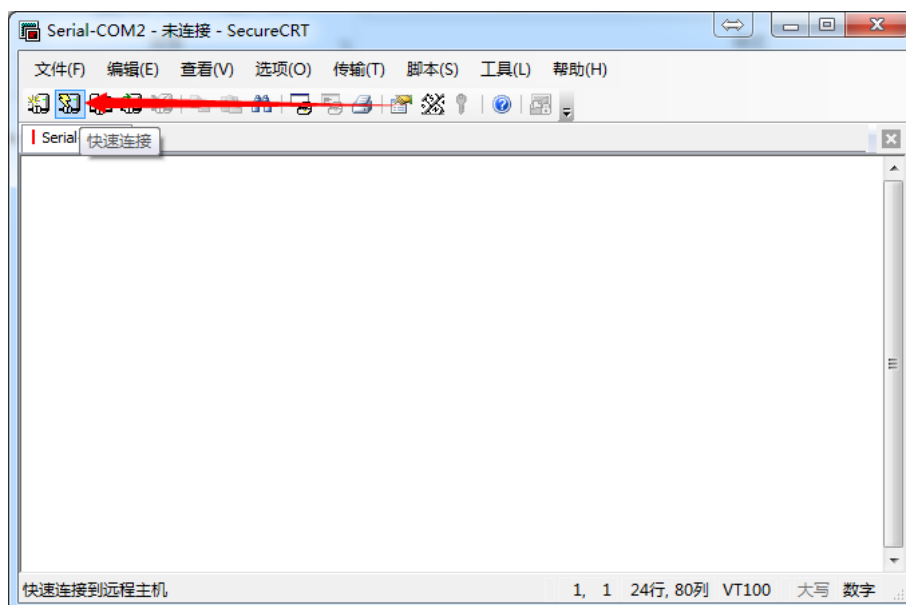 Serial-COM2 - 未连接 - SecureCRT
文件(F) 编辑(E) 查看(V) 选项(O) 传输(T) 脚本(S) 工具(L) 帮助(H)
Serial-
快速连接
快速连接到远程主机 1, 1 24行, 80列 VT100 大写 数字